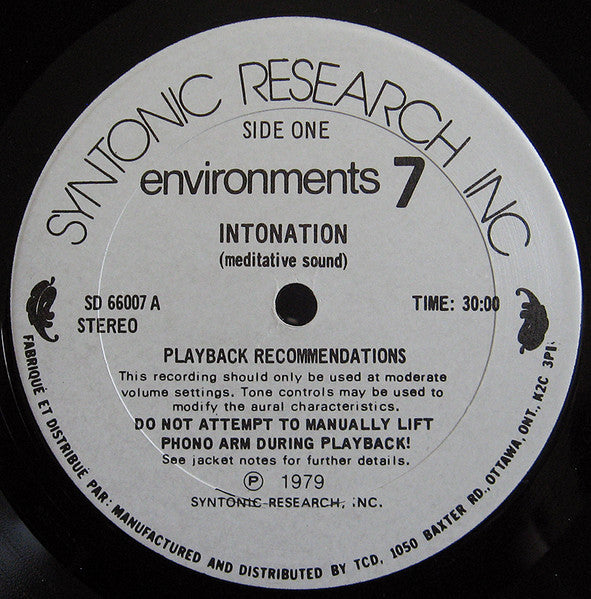 SYNTONIC RESEARCH INC
SIDE ONE
environments 7
INTONATION
(meditative sound)
SD 66007 A
STEREO
TIME: 30:00
PLAYBACK RECOMMENDATIONS
This recording should only be used at moderate
volume settings. Tone controls may be used to
modify the aural characteristics.
DO NOT ATTEMPT TO MANUALLY LIFT
PHONO ARM DURING PLAYBACK!
See jacket notes for further details.
Ⓟ 1979
SYNTONIC RESEARCH, INC.
FABRIQUÉ ET DISTRIBUÉ PAR: MANUFACTURED AND DISTRIBUTED BY TCD, 1050 BAXTER RD., OTTAWA, ONT., K2C 3P1